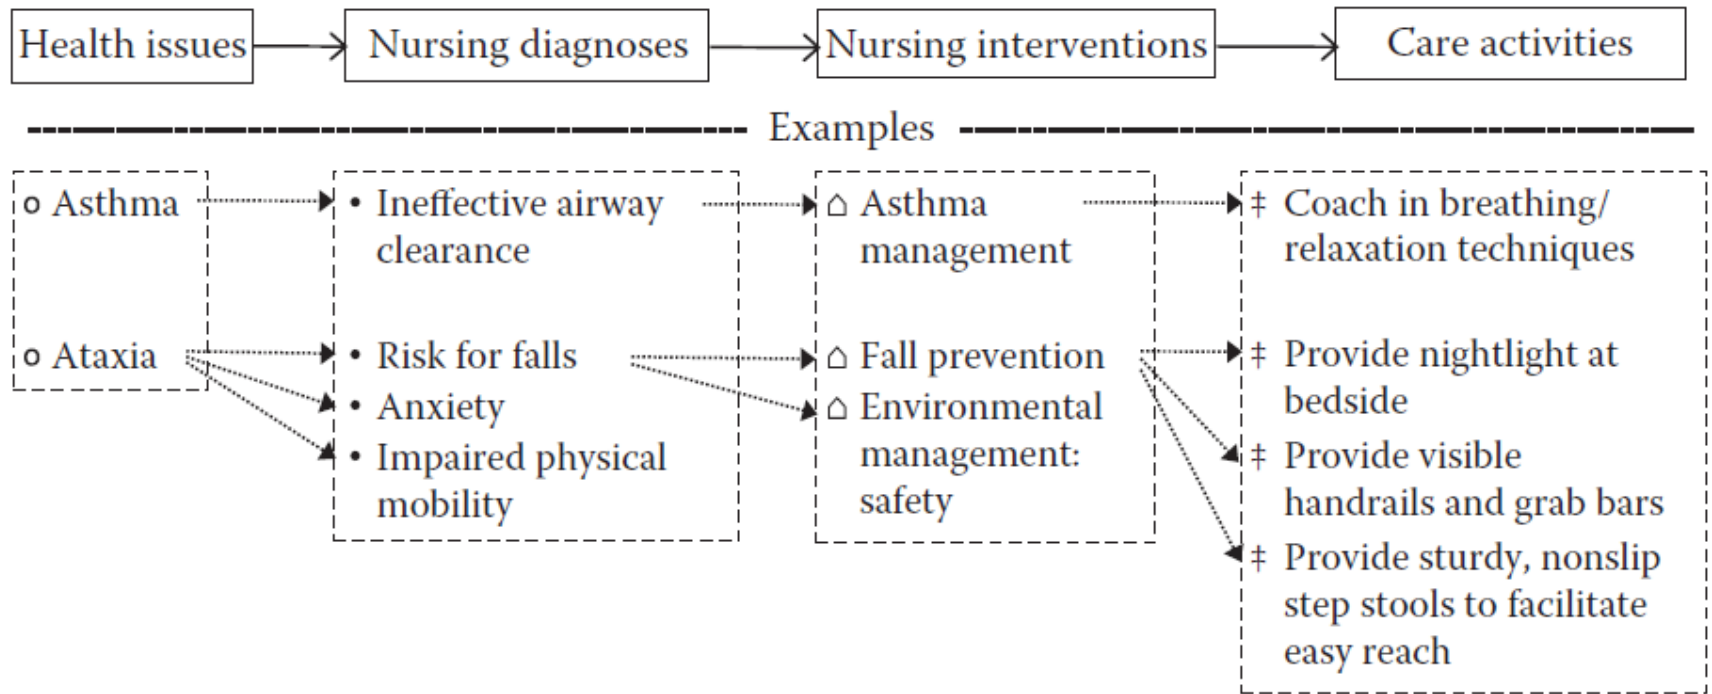 Health issues
Nursing diagnoses
Nursing interventions
Care activities
Examples
o Asthma
• Ineffective airway
clearance
⌂ Asthma
management
‡ Coach in breathing/
relaxation techniques
o Ataxia
• Risk for falls
• Anxiety
• Impaired physical
mobility
⌂ Fall prevention
⌂ Environmental
management:
safety
‡ Provide nightlight at
bedside
‡ Provide visible
handrails and grab bars
‡ Provide sturdy, nonslip
step stools to facilitate
easy reach